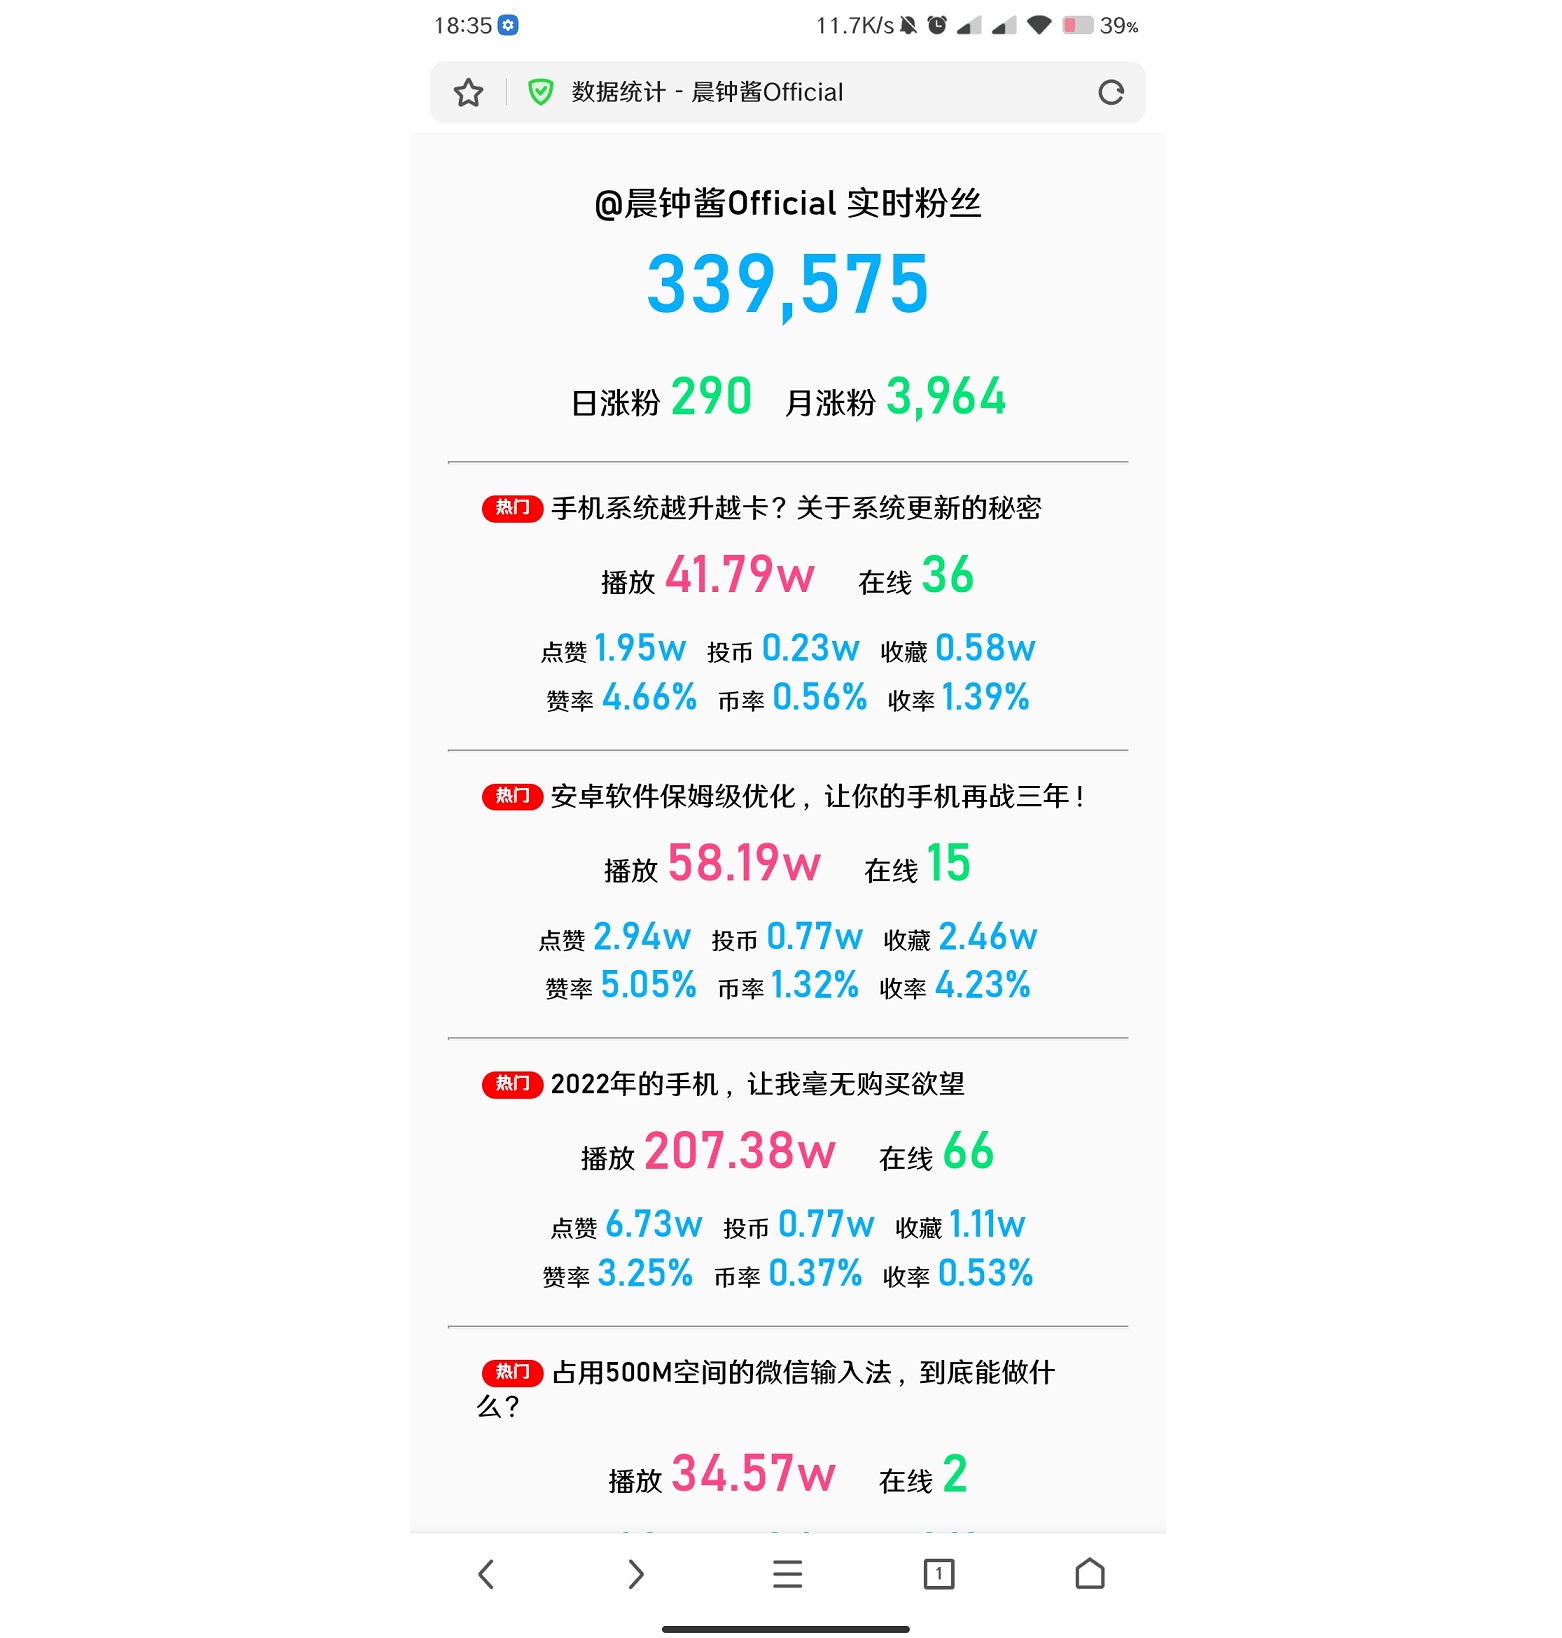 18:35 11.7K/s 39%
数据统计 - 晨钟酱Official
@晨钟酱Official 实时粉丝
339,575
日涨粉 290 月涨粉 3,964
热门 手机系统越升越卡？关于系统更新的秘密
播放 41.79w 在线 36
点赞 1.95w 投币 0.23w 收藏 0.58w
赞率 4.66% 币率 0.56% 收率 1.39%
热门 安卓软件保姆级优化，让你的手机再战三年！
播放 58.19w 在线 15
点赞 2.94w 投币 0.77w 收藏 2.46w
赞率 5.05% 币率 1.32% 收率 4.23%
热门 2022年的手机，让我毫无购买欲望
播放 207.38w 在线 66
点赞 6.73w 投币 0.77w 收藏 1.11w
赞率 3.25% 币率 0.37% 收率 0.53%
热门 占用500M空间的微信输入法，到底能做什
么？
播放 34.57w 在线 2
1